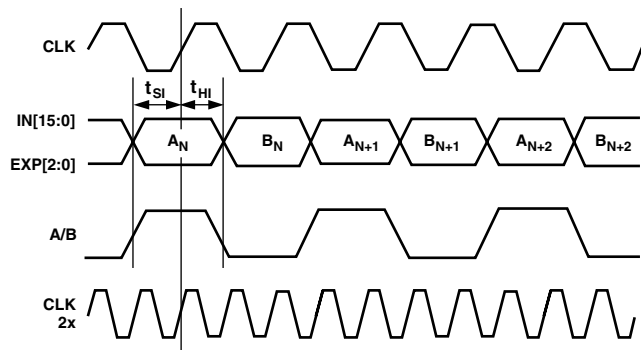 CLK
t_SI t_HI
IN[15:0]
EXP[2:0]
A_N B_N A_N+1 B_N+1 A_N+2 B_N+2
A/B
CLK
2x